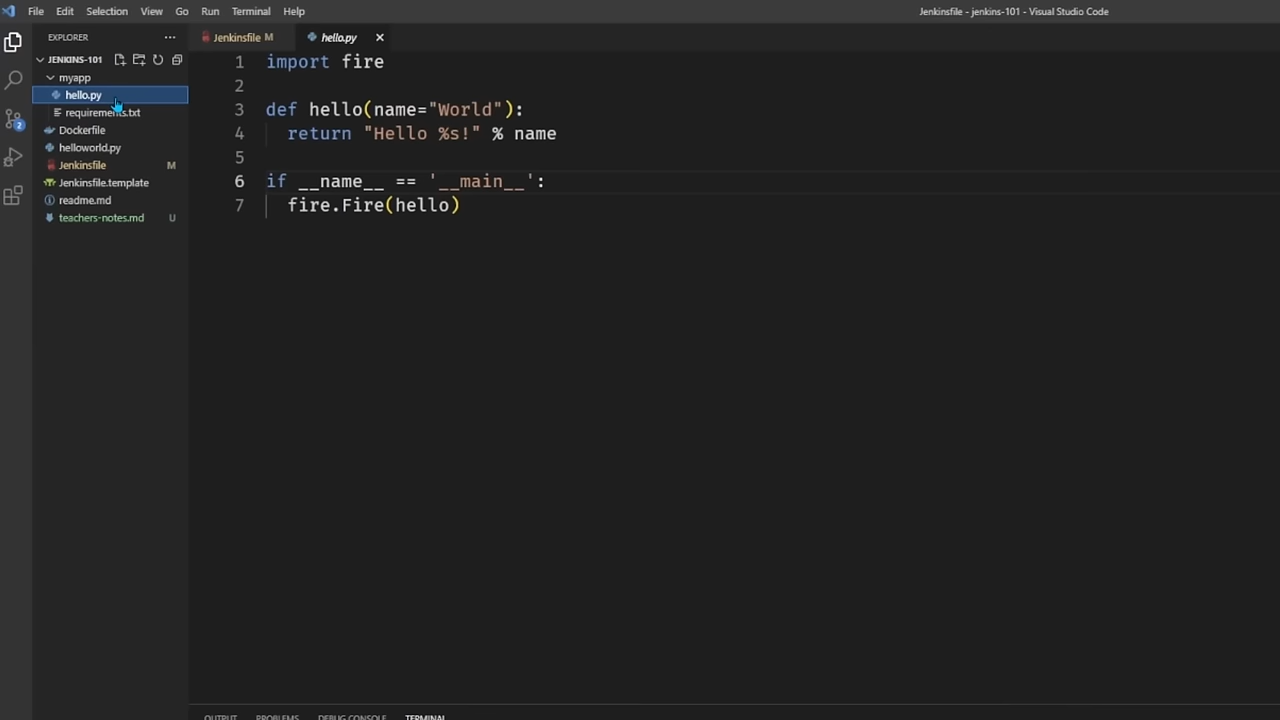 File Edit Selection View Go Run Terminal Help Jenkinsfile - jenkins-101 - Visual Studio Code
EXPLORER ...
JENKINS-101
myapp
hello.py
requirements.txt
Dockerfile
helloworld.py
Jenkinsfile M
Jenkinsfile.template
readme.md
teachers-notes.md U
2
Jenkinsfile M hello.py
1 import fire
2
3 def hello(name="World"):
4 return "Hello %s!" % name
5
6 if __name__ == '__main__':
7 fire.Fire(hello)
OUTPUT PROBLEMS DEBUG CONSOLE TERMINAL